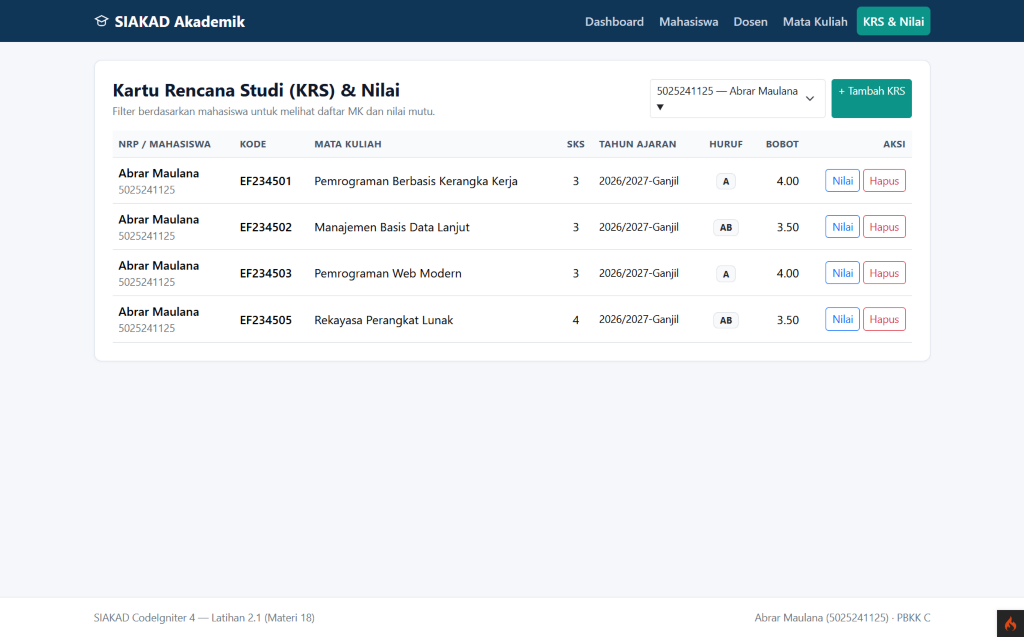 SIAKAD Akademik
Dashboard Mahasiswa Dosen Mata Kuliah KRS & Nilai
Kartu Rencana Studi (KRS) & Nilai
Filter berdasarkan mahasiswa untuk melihat daftar MK dan nilai mutu.
5025241125 — Abrar Maulana
▼
+ Tambah KRS
NRP / MAHASISWA KODE MATA KULIAH SKS TAHUN AJARAN HURUF BOBOT AKSI
Abrar Maulana
5025241125
EF234501 Pemrograman Berbasis Kerangka Kerja 3 2026/2027-Ganjil A 4.00 Nilai Hapus
Abrar Maulana
5025241125
EF234502 Manajemen Basis Data Lanjut 3 2026/2027-Ganjil AB 3.50 Nilai Hapus
Abrar Maulana
5025241125
EF234503 Pemrograman Web Modern 3 2026/2027-Ganjil A 4.00 Nilai Hapus
Abrar Maulana
5025241125
EF234505 Rekayasa Perangkat Lunak 4 2026/2027-Ganjil AB 3.50 Nilai Hapus
SIAKAD CodeIgniter 4 — Latihan 2.1 (Materi 18)
Abrar Maulana (5025241125) - PBKK C